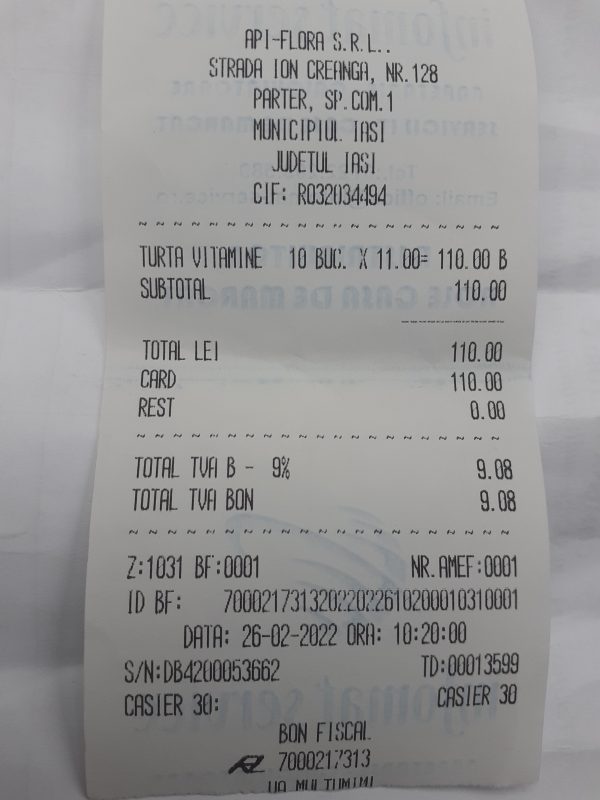 API-FLORA S.R.L..
STRADA ION CREANGA, NR.128
PARTER, SP.COM.1
MUNICIPIUL IASI
JUDETUL IASI
CIF: RO32034494
~ ~ ~ ~ ~ ~ ~ ~ ~ ~ ~ ~ ~ ~ ~ ~ ~ ~ ~ ~
TURTA VITAMINE 10 BUC. X 11.00= 110.00 B
SUBTOTAL 110.00
TOTAL LEI 110.00
CARD 110.00
REST 0.00
~ ~ ~ ~ ~ ~ ~ ~ ~ ~ ~ ~ ~ ~ ~ ~ ~ ~ ~ ~
TOTAL TVA B - 9% 9.08
TOTAL TVA BON 9.08
~ ~ ~ ~ ~ ~ ~ ~ ~ ~ ~ ~ ~ ~ ~ ~ ~ ~ ~ ~
Z:1031 BF:0001 NR.AMEF:0001
ID BF: 70002173132022022610200010310001
DATA: 26-02-2022 ORA: 10:20:00
S/N:DB4200053662 TD:00013599
CASIER 30: CASIER 30
BON FISCAL
7000217313
VA MULTUMIM!